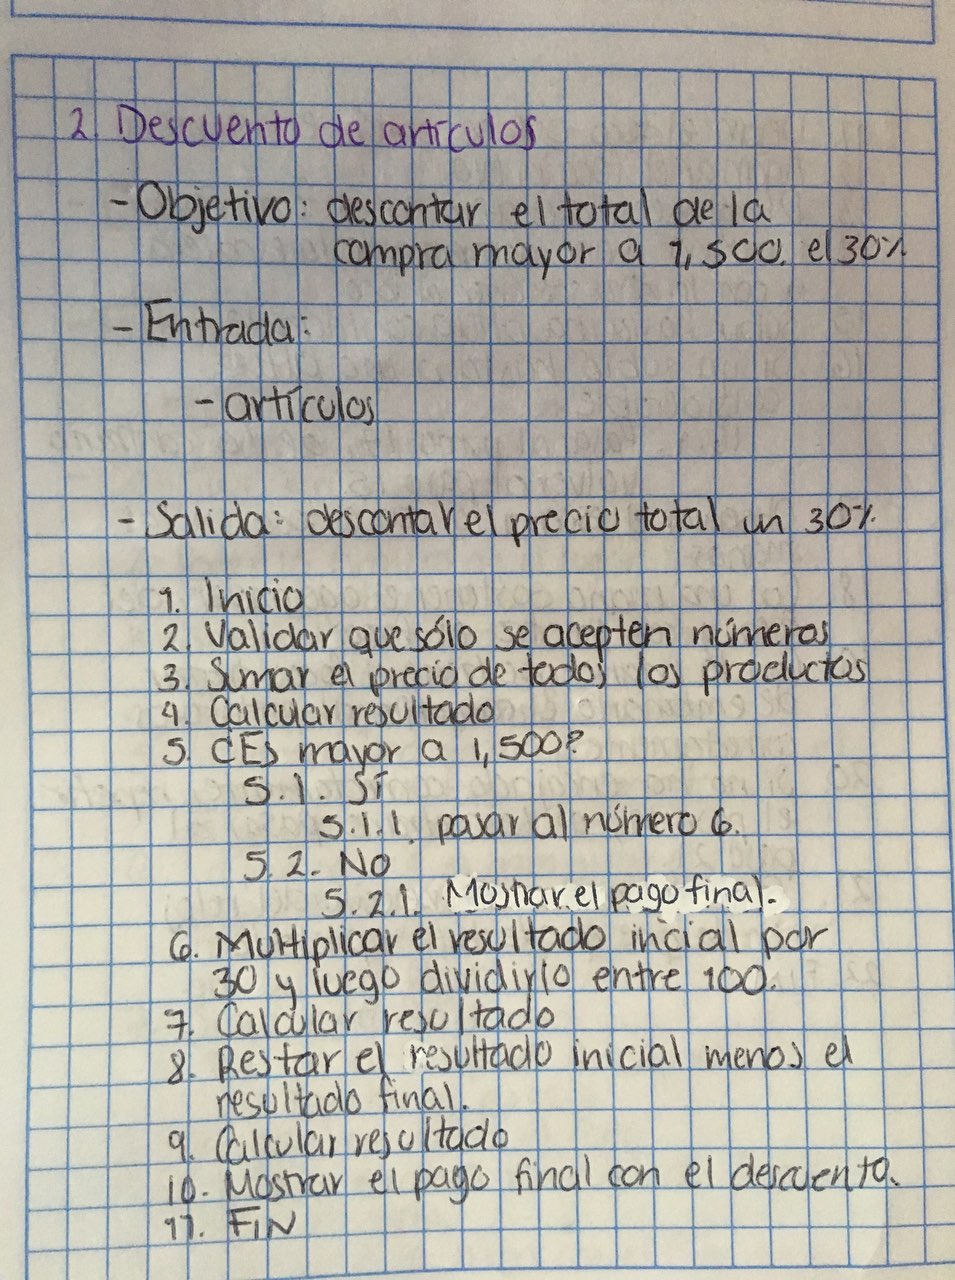 2 Descuento de artículos
- Objetivo: descontar el total de la
compra mayor a 1,500. el 30%
- Entrada:
- artículos
- Salida: descontar el precio total un 30%.
1. Inicio
2. Validar que sólo se acepten números
3. Sumar el precio de todos los productos
4. Calcular resultado
5. ¿Es mayor a 1,500?
5.1. Sí
5.1.1. pasar al número 6.
5.2. No
5.2.1. Mostrar el pago final.
6. Multiplicar el resultado incial por
30 y luego dividirlo entre 100.
7. Calcular resultado
8. Restar el resultado inicial menos el
resultado final.
9. Calcular resultado
10. Mostrar el pago final con el descuento.
11. FiN